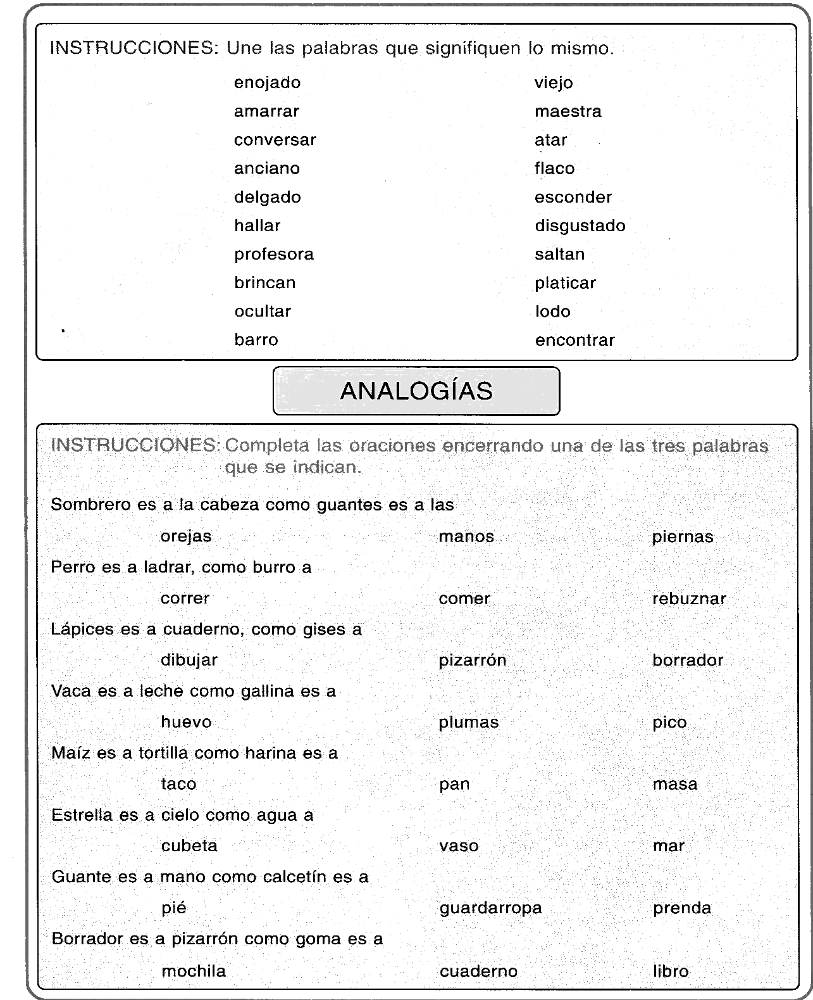 INSTRUCCIONES: Une las palabras que signifiquen lo mismo.
enojado viejo
amarrar maestra
conversar atar
anciano flaco
delgado esconder
hallar disgustado
profesora saltan
brincan platicar
ocultar lodo
barro encontrar
ANALOGÍAS
INSTRUCCIONES: Completa las oraciones encerrando una de las tres palabras
que se indican.
Sombrero es a la cabeza como guantes es a las
orejas manos piernas
Perro es a ladrar, como burro a
correr comer rebuznar
Lápices es a cuaderno, como gises a
dibujar pizarrón borrador
Vaca es a leche como gallina es a
huevo plumas pico
Maíz es a tortilla como harina es a
taco pan masa
Estrella es a cielo como agua a
cubeta vaso mar
Guante es a mano como calcetín es a
pié guardarropa prenda
Borrador es a pizarrón como goma es a
mochila cuaderno libro